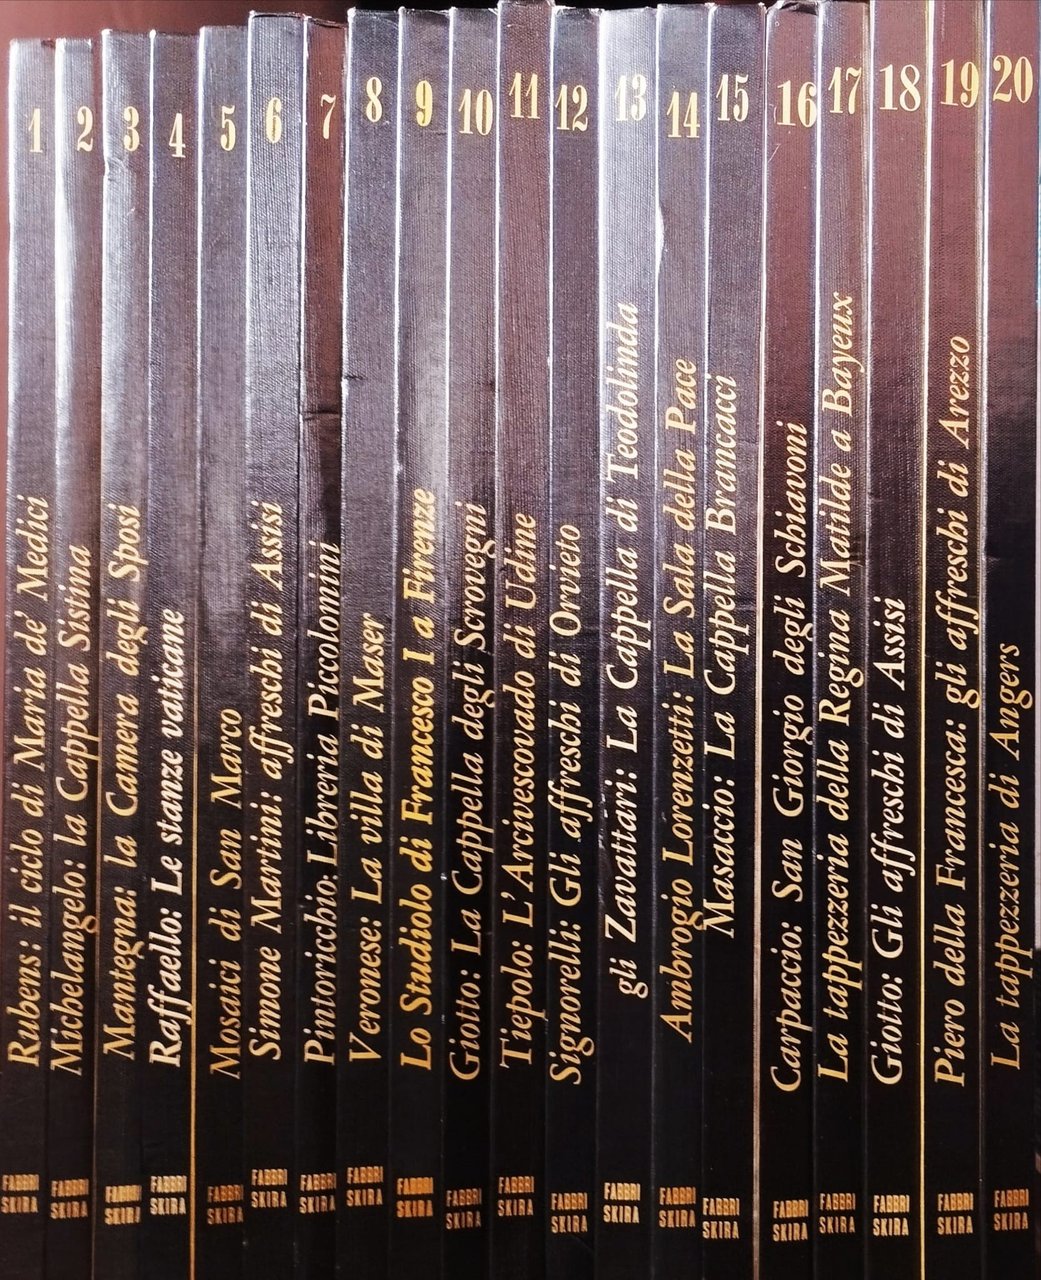 1
Rubens: il ciclo di Maria de' Medici
FABBRI
SKIRA
2
Michelangelo: la Cappella Sistina
FABBRI
SKIRA
3
Mantegna: la Camera degli Sposi
FABBRI
SKIRA
4
Raffaello: Le stanze vaticane
FABBRI
SKIRA
5
Mosaici di San Marco
FABBRI
SKIRA
6
Simone Martini: affreschi di Assisi
FABBRI
SKIRA
7
Pintoricchio: Libreria Piccolomini
FABBRI
SKIRA
8
Veronese: La villa di Maser
FABBRI
SKIRA
9
Lo Studiolo di Franceso I a Firenze
FABBRI
SKIRA
10
Giotto: La Cappella degli Scrovegni
FABBRI
SKIRA
11
Tiepolo: L'Arcivescovado di Udine
FABBRI
SKIRA
12
Signorelli: Gli affreschi di Orvieto
FABBRI
SKIRA
13
gli Zavattari: La Cappella di Teodolinda
FABBRI
SKIRA
14
Ambrogio Lorenzetti: La Sala della Pace
FABBRI
SKIRA
15
Masaccio: La Cappella Brancacci
FABBRI
SKIRA
16
Carpaccio: San Giorgio degli Schiavoni
FABBRI
SKIRA
17
La tappezzeria della Regina Matilde a Bayeux
FABBRI
SKIRA
18
Giotto: Gli affreschi di Assisi
FABBRI
SKIRA
19
Piero della Francesca: gli affreschi di Arezzo
FABBRI
SKIRA
20
La tappezzeria di Angers
FABBRI
SKIRA